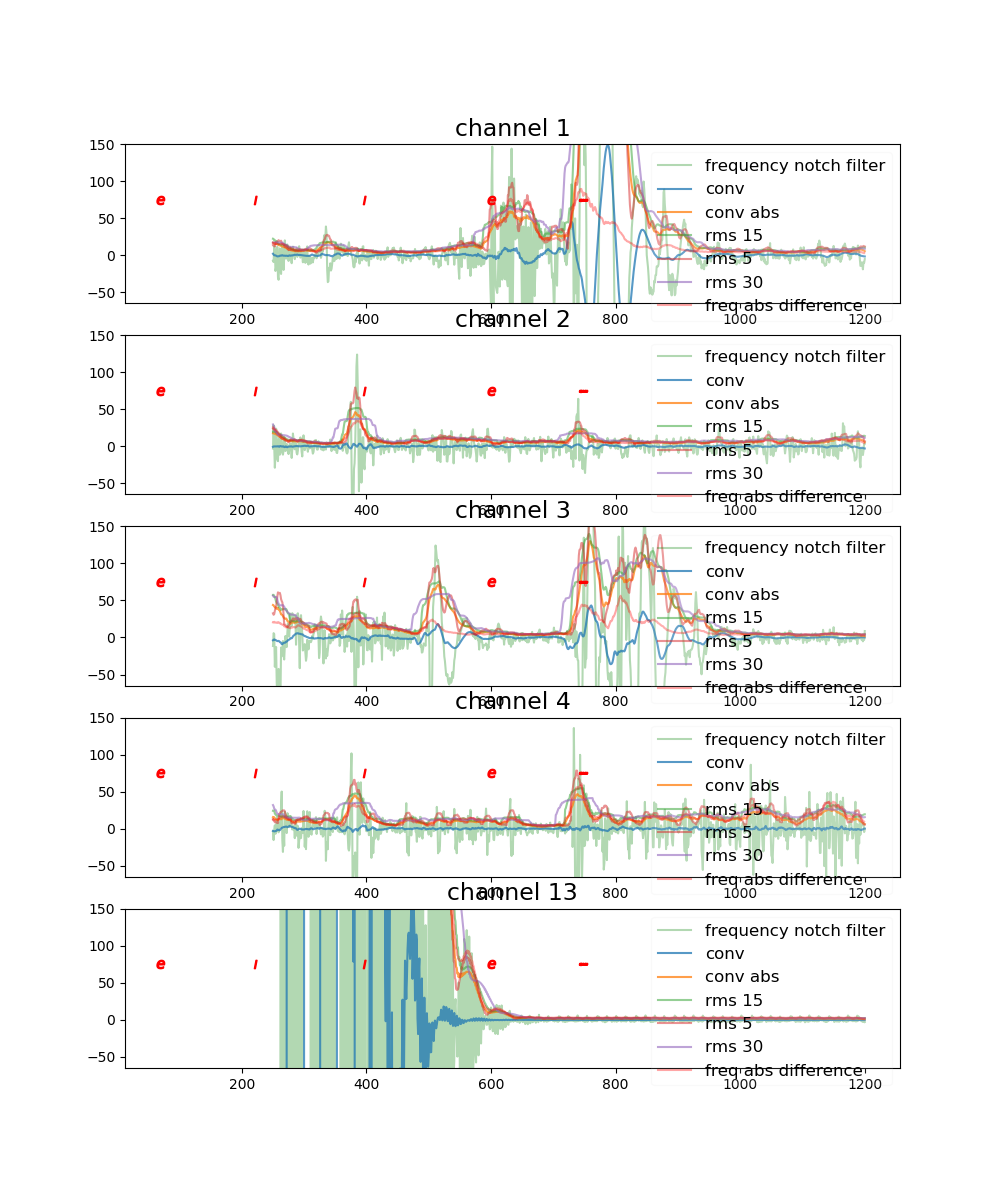 channel 1
150
100
50
0
−50
e l l e -
frequency notch filter
conv
conv abs
rms 15
rms 5
rms 30
freq abs difference
200 400 600 800 1000 1200
channel 2
150
100
50
0
−50
e l l e -
frequency notch filter
conv
conv abs
rms 15
rms 5
rms 30
freq abs difference
200 400 600 800 1000 1200
channel 3
150
100
50
0
−50
e l l e -
frequency notch filter
conv
conv abs
rms 15
rms 5
rms 30
freq abs difference
200 400 600 800 1000 1200
channel 4
150
100
50
0
−50
e l l e -
frequency notch filter
conv
conv abs
rms 15
rms 5
rms 30
freq abs difference
200 400 600 800 1000 1200
channel 13
150
100
50
0
−50
e l l e -
frequency notch filter
conv
conv abs
rms 15
rms 5
rms 30
freq abs difference
200 400 600 800 1000 1200